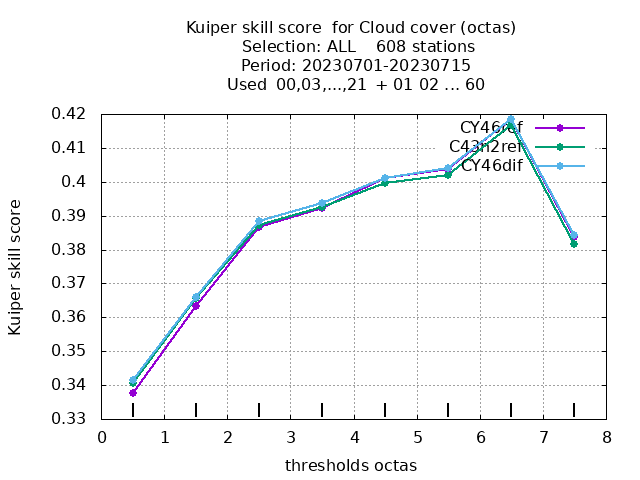 Kuiper skill score  for Cloud cover (octas)
Selection: ALL    608 stations
Period: 20230701-20230715
Used  00,03,...,21  + 01 02 ... 60
Kuiper skill score
0.42
0.41
0.4
0.39
0.38
0.37
0.36
0.35
0.34
0.33
CY46ref
C43h2ref
CY46dif
0 1 2 3 4 5 6 7 8
thresholds octas